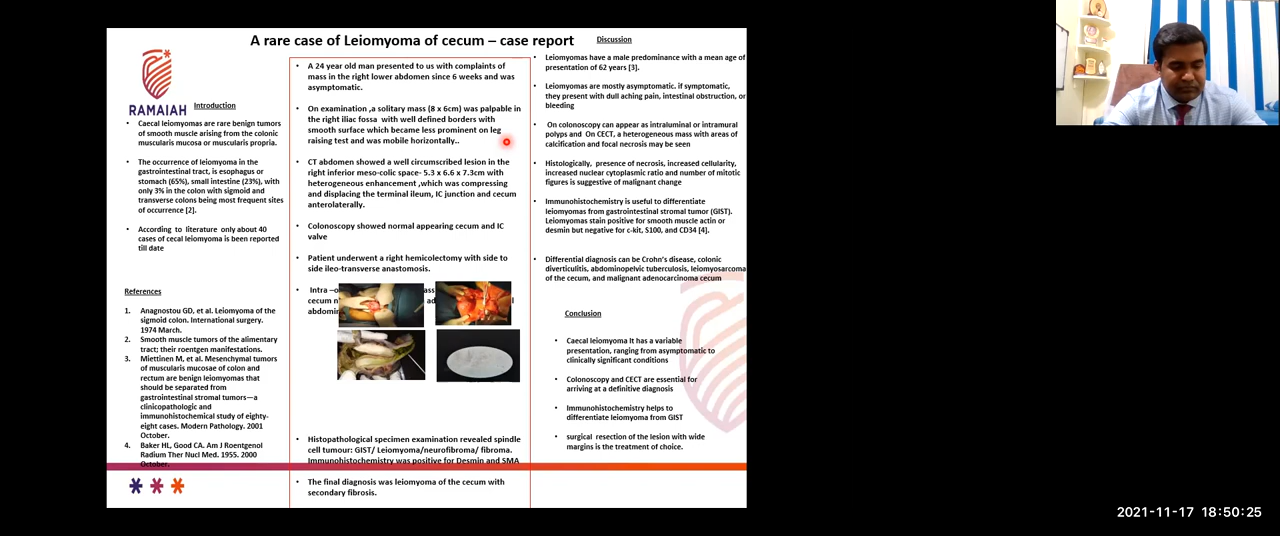 A rare case of Leiomyoma of cecum – case report
RAMAIAH
Introduction
• Caecal leiomyomas are rare benign tumors
of smooth muscle arising from the colonic
muscularis mucosa or muscularis propria.
• The occurrence of leiomyoma in the
gastrointestinal tract, is esophagus or
stomach (65%), small intestine (23%), with
only 3% in the colon with sigmoid and
transverse colons being most frequent sites
of occurrence [2].
• According to literature only about 40
cases of cecal leiomyoma is been reported
till date
References
1. Anagnostou GD, et al. Leiomyoma of the
sigmoid colon. International surgery.
1974 March.
2. Smooth muscle tumors of the alimentary
tract; their roentgen manifestations.
3. Miettinen M, et al. Mesenchymal tumors
of muscularis mucosae of colon and
rectum are benign leiomyomas that
should be separated from
gastrointestinal stromal tumors—a
clinicopathologic and
immunohistochemical study of eighty-
eight cases. Modern Pathology. 2001
October.
4. Baker HL, Good CA. Am J Roentgenol
Radium Ther Nucl Med. 1955. 2000
October.
• A 24 year old man presented to us with complaints of
mass in the right lower abdomen since 6 weeks and was
asymptomatic.
• On examination ,a solitary mass (8 x 6cm) was palpable in
the right iliac fossa with well defined borders with
smooth surface which became less prominent on leg
raising test and was mobile horizontally..
• CT abdomen showed a well circumscribed lesion in the
right inferior meso-colic space- 5.3 x 6.6 x 7.3cm with
heterogeneous enhancement ,which was compressing
and displacing the terminal ileum, IC junction and cecum
anterolaterally.
• Colonoscopy showed normal appearing cecum and IC
valve
• Patient underwent a right hemicolectomy with side to
side ileo-transverse anastomosis.
• Intra
cecum
• Histopathological specimen examination revealed spindle
cell tumour: GIST/ Leiomyoma/neurofibroma/ fibroma.
Immunohistochemistry was positive for Desmin and SMA
• The final diagnosis was leiomyoma of the cecum with
secondary fibrosis.
Discussion
• Leiomyomas have a male predominance with a mean age of
presentation of 62 years [3].
• Leiomyomas are mostly asymptomatic. if symptomatic,
they present with dull aching pain, intestinal obstruction, or
bleeding
• On colonoscopy can appear as intraluminal or intramural
polyps and On CECT, a heterogeneous mass with areas of
calcification and focal necrosis may be seen
• Histologically, presence of necrosis, increased cellularity,
increased nuclear cytoplasmic ratio and number of mitotic
figures is suggestive of malignant change
• Immunohistochemistry is useful to differentiate
leiomyomas from gastrointestinal stromal tumor (GIST).
Leiomyomas stain positive for smooth muscle actin or
desmin but negative for c-kit, S100, and CD34 [4].
• Differential diagnosis can be Crohn's disease, colonic
diverticulitis, abdominopelvic tuberculosis, leiomyosarcoma
of the cecum, and malignant adenocarcinoma cecum
Conclusion
• Caecal leiomyoma It has a variable
presentation, ranging from asymptomatic to
clinically significant conditions
• Colonoscopy and CECT are essential for
arriving at a definitive diagnosis
• Immunohistochemistry helps to
differentiate leiomyoma from GIST
• surgical resection of the lesion with wide
margins is the treatment of choice.
2021-11-17 18:50:25